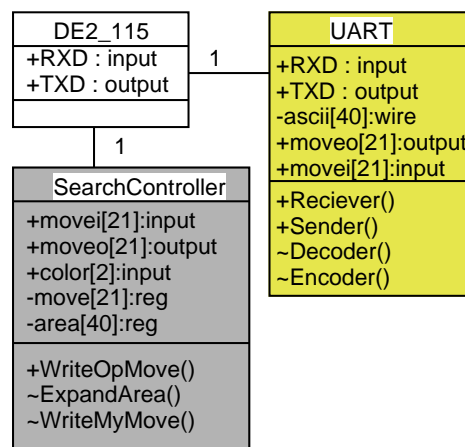 DE2_115
+RXD : input
+TXD : output
1
1
UART
+RXD : input
+TXD : output
-ascii[40]:wire
+moveo[21]:output
+movei[21]:input
+Reciever()
+Sender()
~Decoder()
~Encoder()
SearchController
+movei[21]:input
+moveo[21]:output
+color[2]:input
-move[21]:reg
-area[40]:reg
+WriteOpMove()
~ExpandArea()
~WriteMyMove()